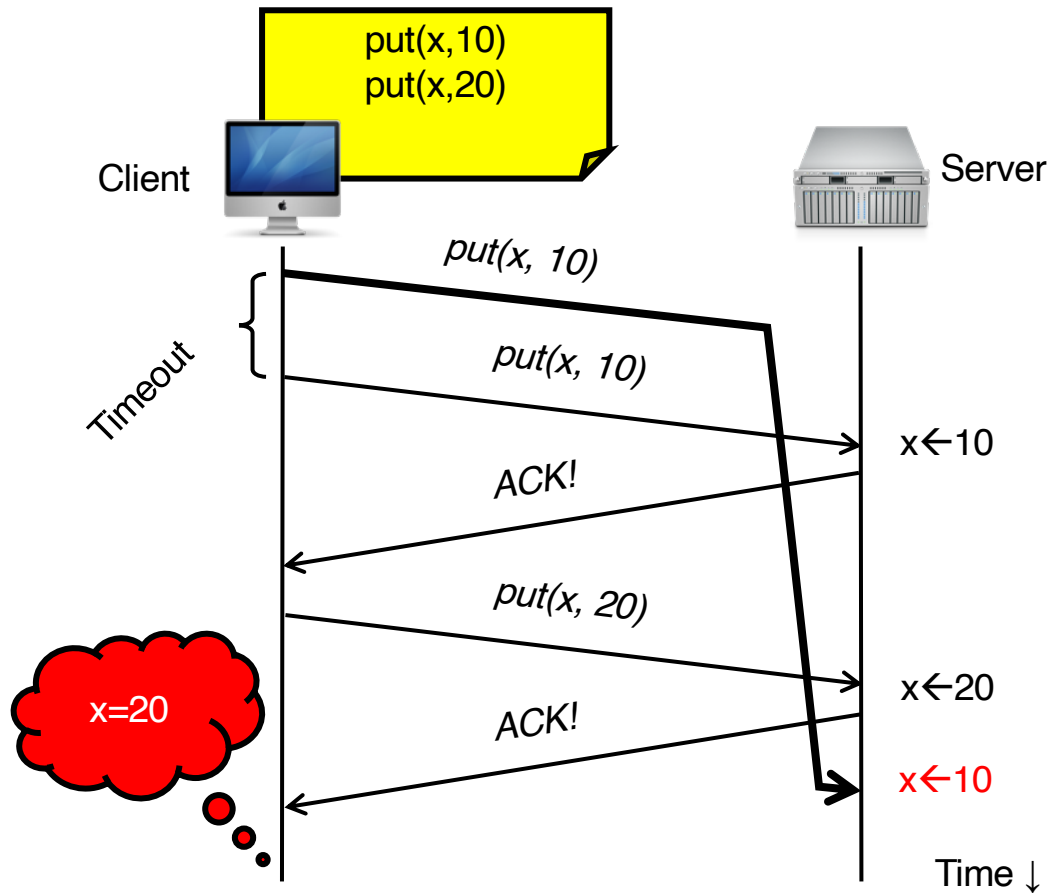 put(x,10)
put(x,20)
Client
Server
put(x, 10)
Timeout
put(x, 10)
x←10
ACK!
put(x, 20)
x←20
x=20
ACK!
x←10
Time ↓